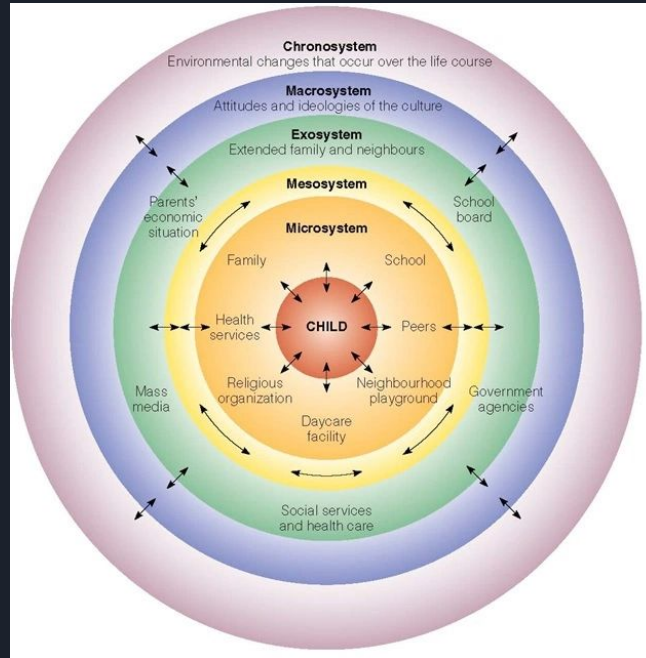 Chronosystem
Environmental changes that occur over the life course
Macrosystem
Attitudes and ideologies of the culture
Exosystem
Extended family and neighbours
Mesosystem
Parents'
economic
situation
School
board
Microsystem
Family
School
Health
services
CHILD
Peers
Religious
organization
Neighbourhood
playground
Mass
media
Government
agencies
Daycare
facility
Social services
and health care